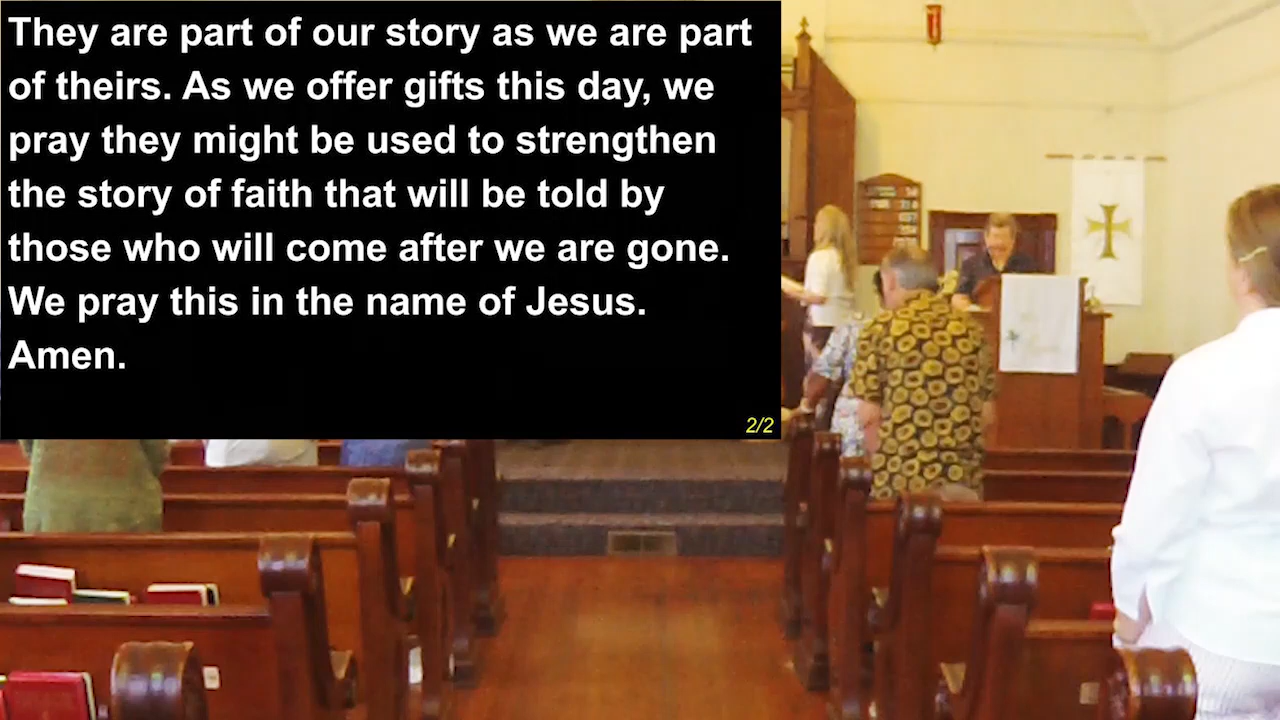 They are part of our story as we are part
of theirs. As we offer gifts this day, we
pray they might be used to strengthen
the story of faith that will be told by
those who will come after we are gone.
We pray this in the name of Jesus.
Amen.
2/2